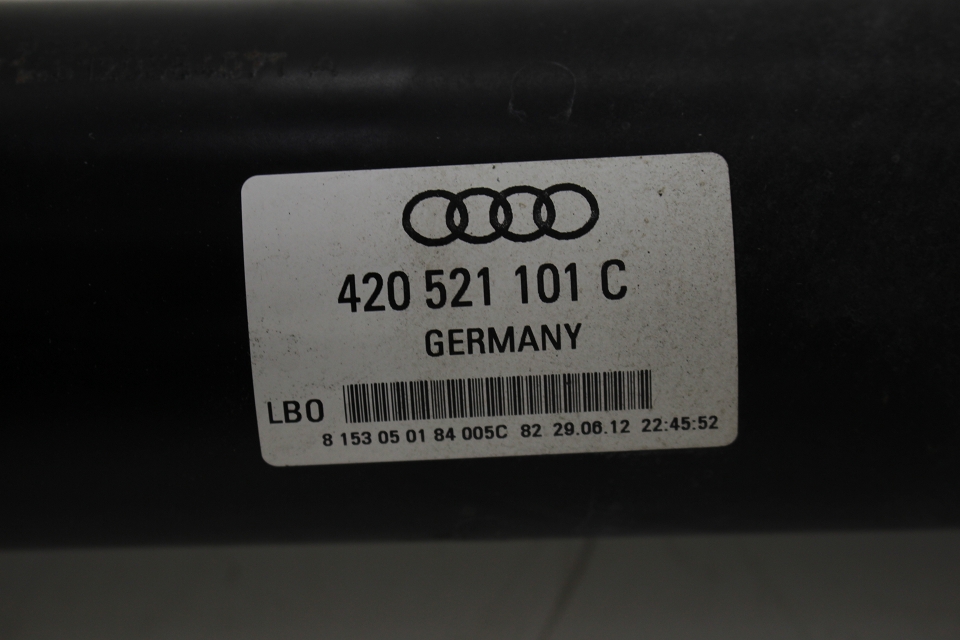 420 521 101 C
GERMANY
LBO
8 153 05 01 84 005C 82 29.06.12 22:45:52